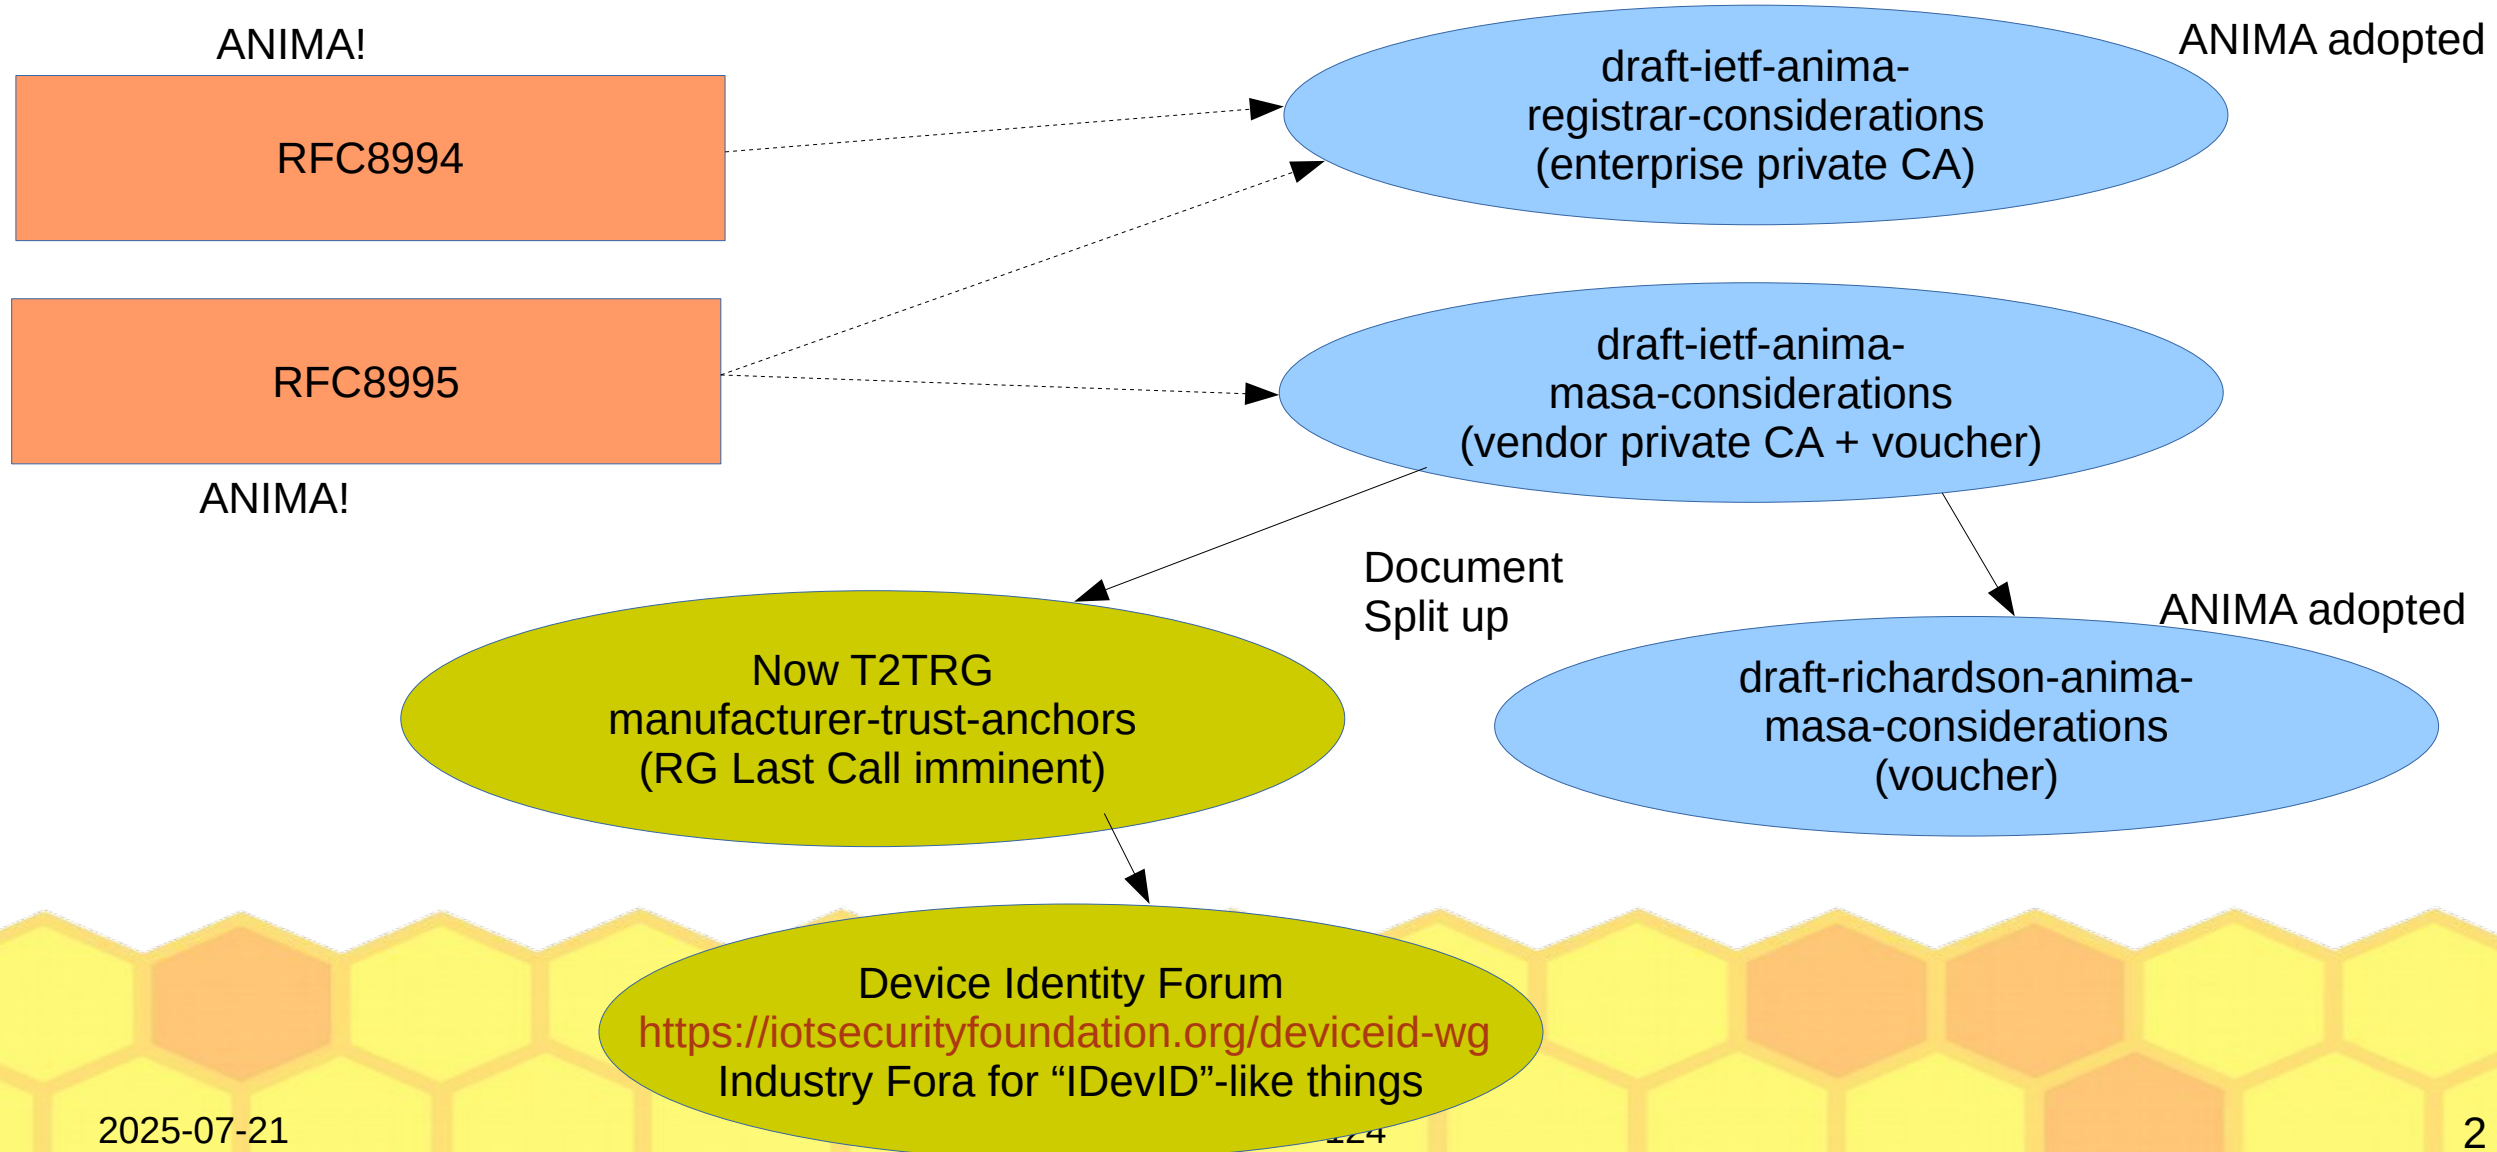 ANIMA!
RFC8994
draft-ietf-anima-
registrar-considerations
(enterprise private CA)
ANIMA adopted
RFC8995
ANIMA!
draft-ietf-anima-
masa-considerations
(vendor private CA + voucher)
Document
Split up
ANIMA adopted
Now T2TRG
manufacturer-trust-anchors
(RG Last Call imminent)
draft-richardson-anima-
masa-considerations
(voucher)
Device Identity Forum
https://iotsecurityfoundation.org/deviceid-wg
Industry Fora for “IDevID”-like things
2025-07-21
124
2